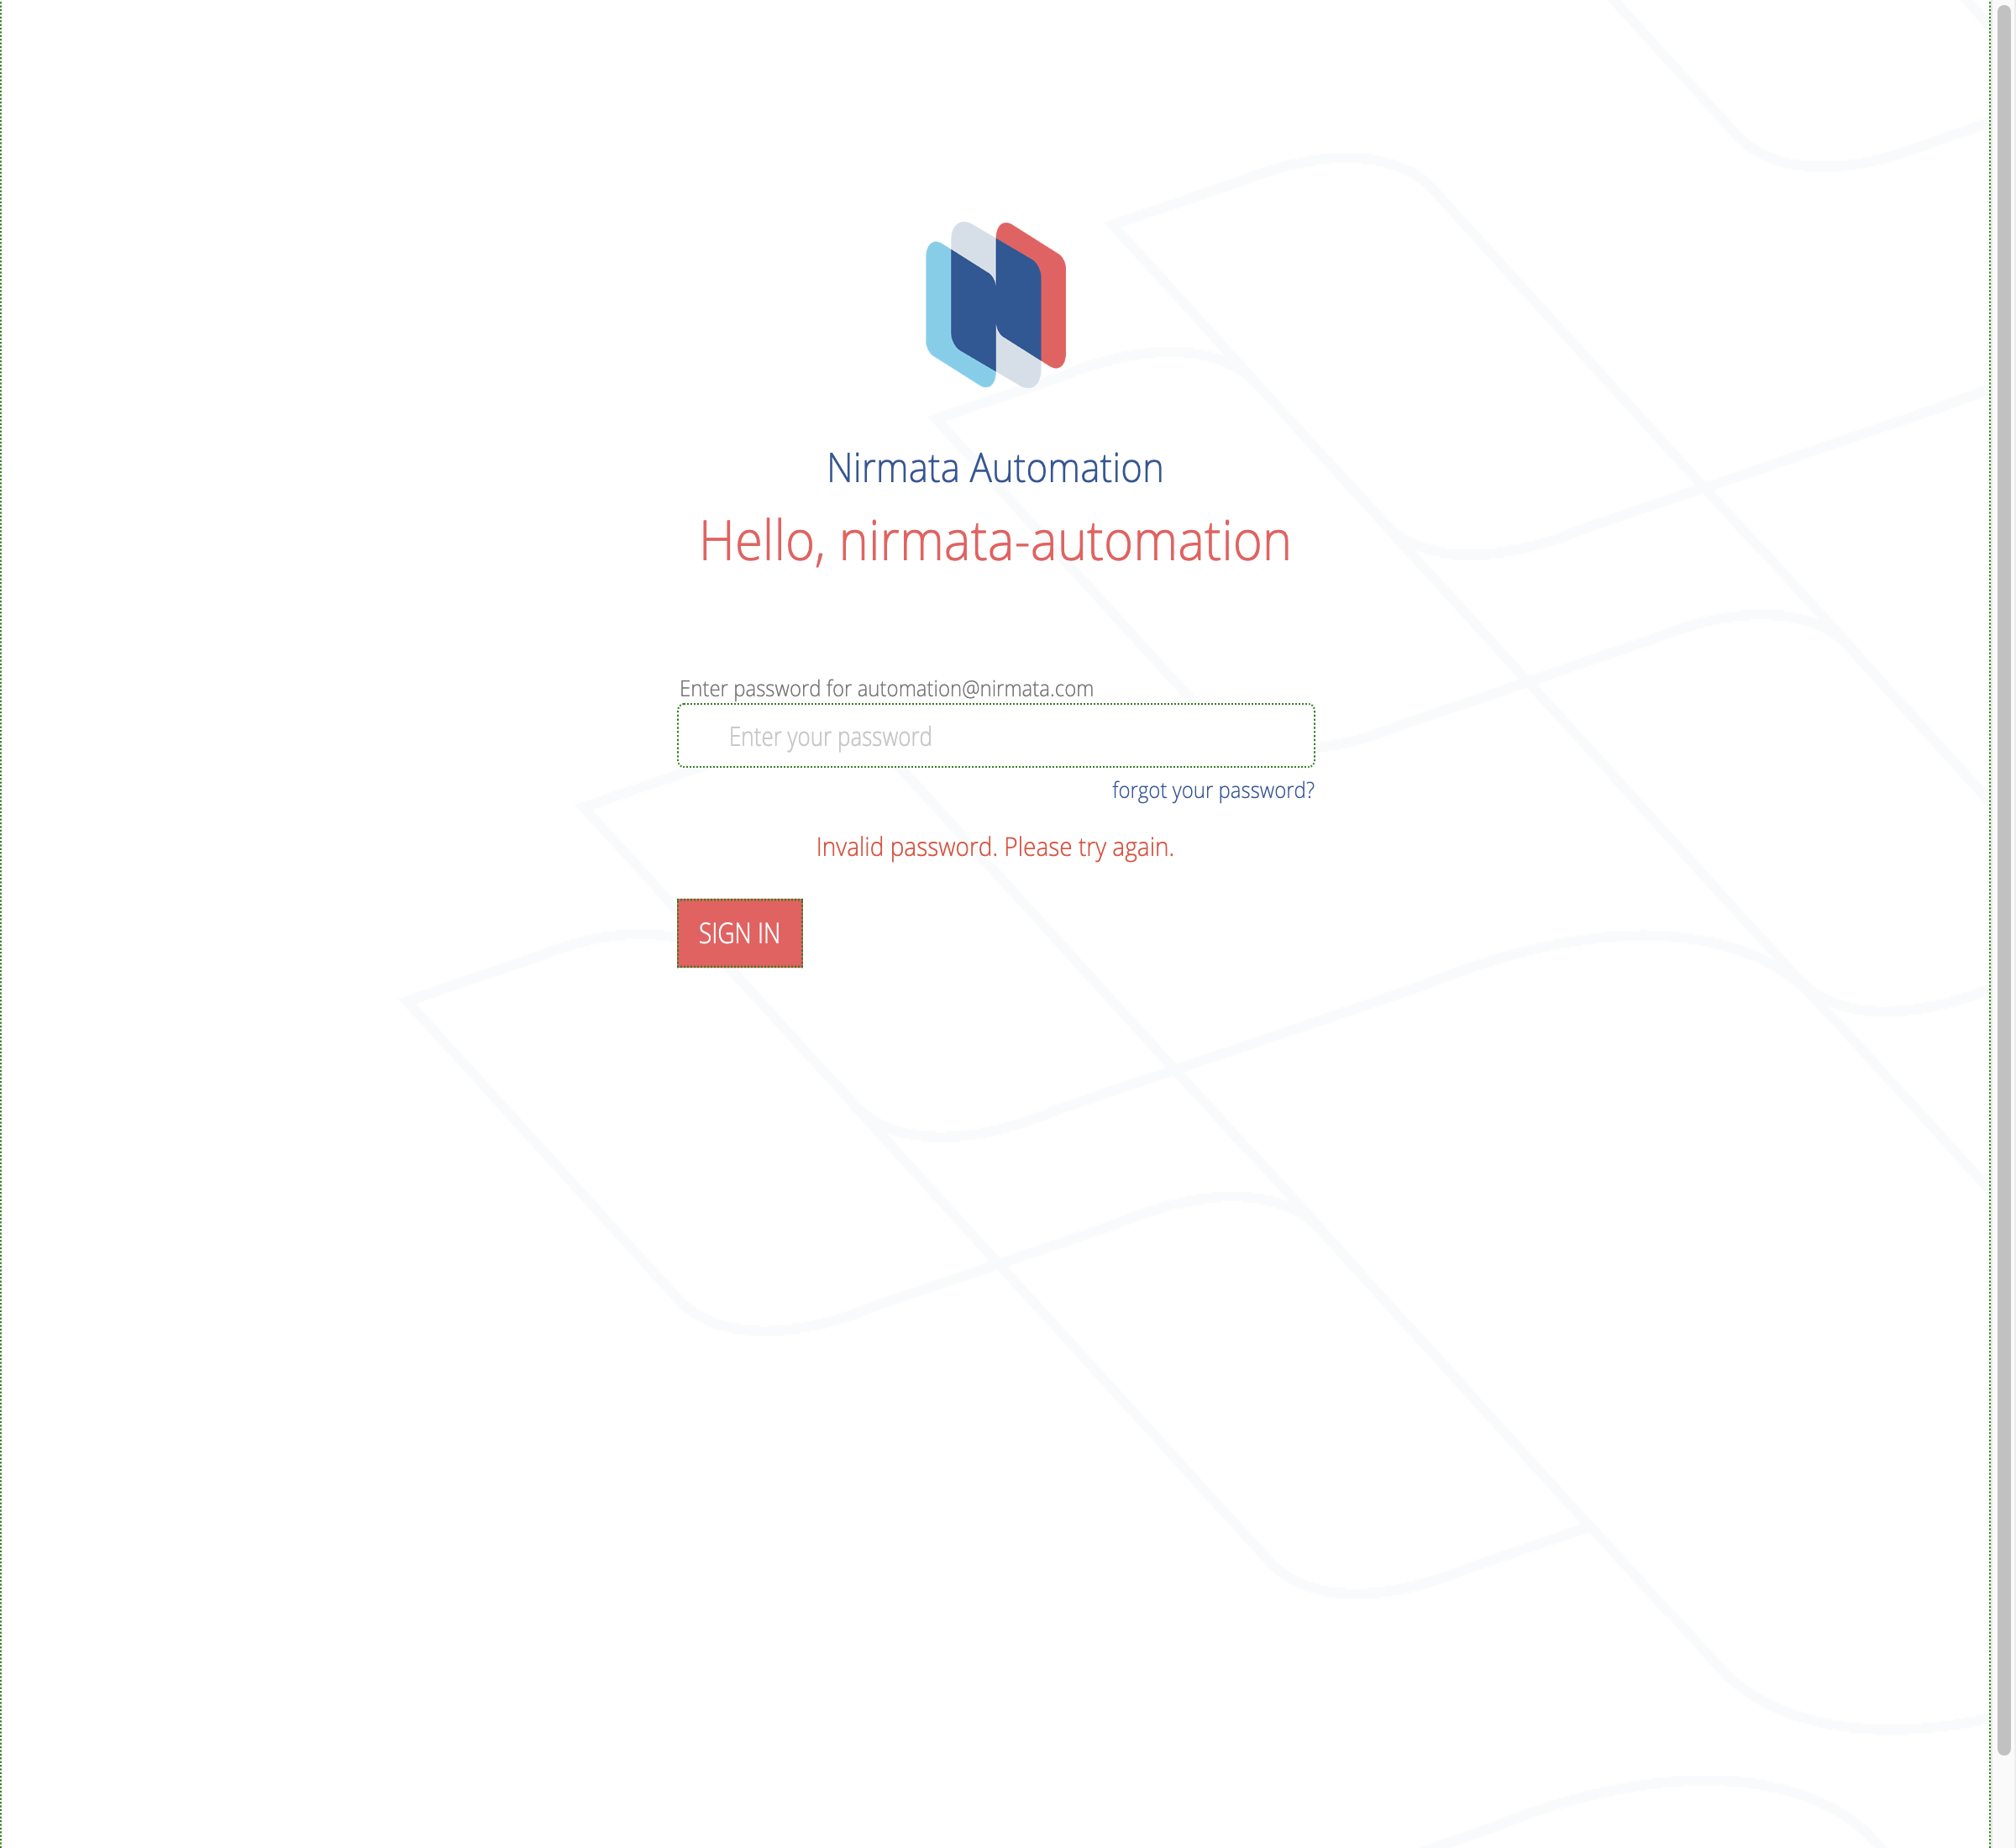 Nirmata Automation
Hello, nirmata-automation
Enter password for automation@nirmata.com
Enter your password
forgot your password?
Invalid password. Please try again.
SIGN IN